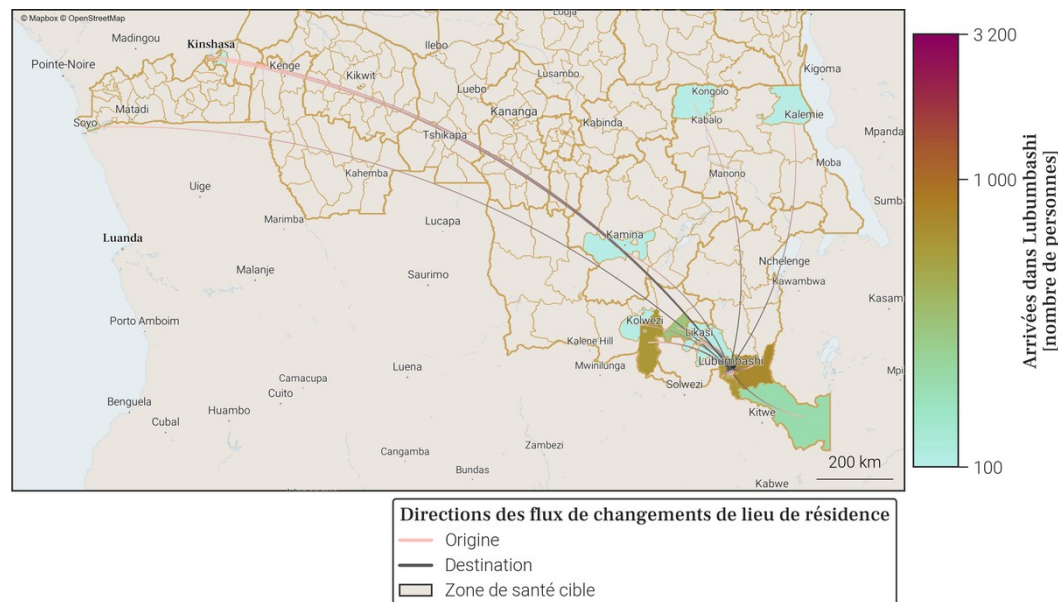 © Mapbox © OpenStreetMap
Madingou
Kinshasa
Ilebo
Pointe-Noire
Kenge
Lusambo
Kigoma
Kikwit
Luebo
Kongolo
Matadi
Kananga
Kabinda
Kabalo
Kalemie
Soyo
Tshikapa
Mpanda
Kahemba
Manono
Moba
Uige
Marimba
Lucapa
Kamina
Luanda
Nchelenge
Malanje
Saurimo
Kawambwa
Porto Amboim
Kolwezi
Likasi
Kalene Hill
Luena
Mwinilunga
Lubumbashi
Camacupa
Solwezi
Benguela
Cuito
Kitwe
Huambo
Cubal
Cangamba
Zambezi
200 km
Bundas
Kabwe
3 200
1 000
100
Arrivées dans Lubumbashi
[nombre de personnes]
Directions des flux de changements de lieu de résidence
Origine
Destination
Zone de santé cible